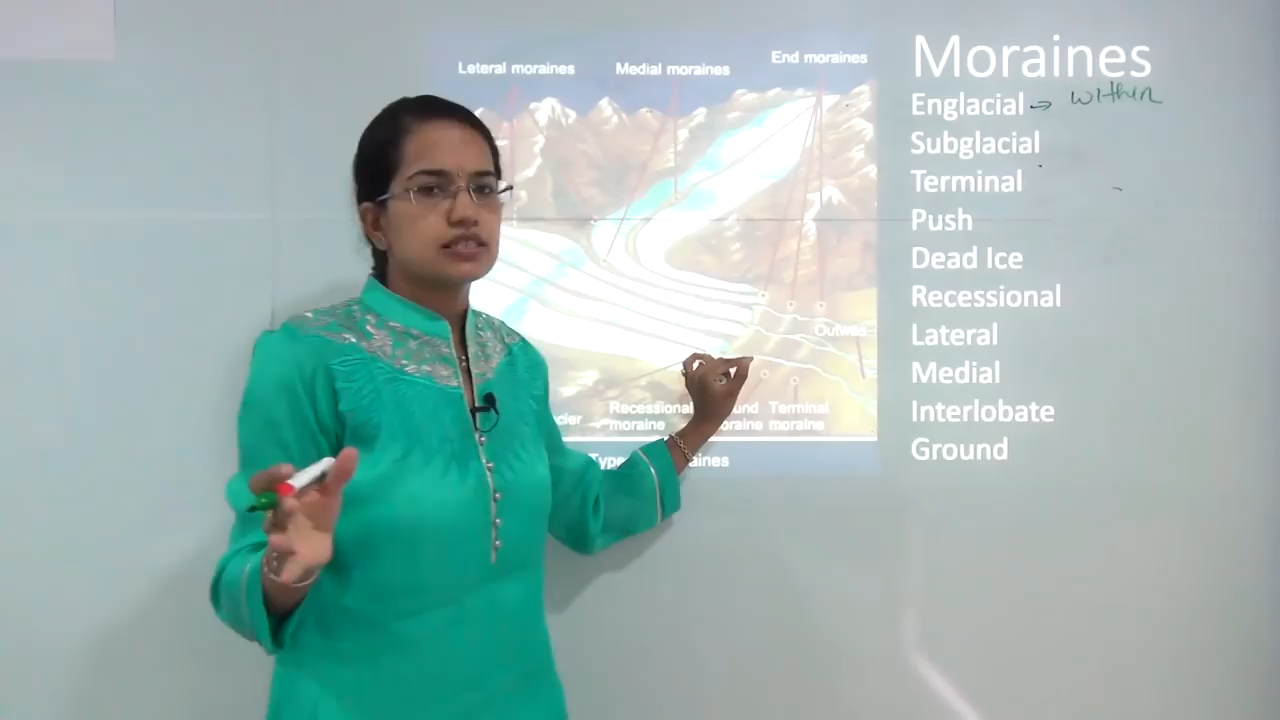 Leteral moraines
Medial moraines
End moraines
Recessional
moraine
Terminal
moraine
Moraines
Englacial → within
Subglacial
Terminal
Push
Dead Ice
Recessional
Lateral
Medial
Interlobate
Ground